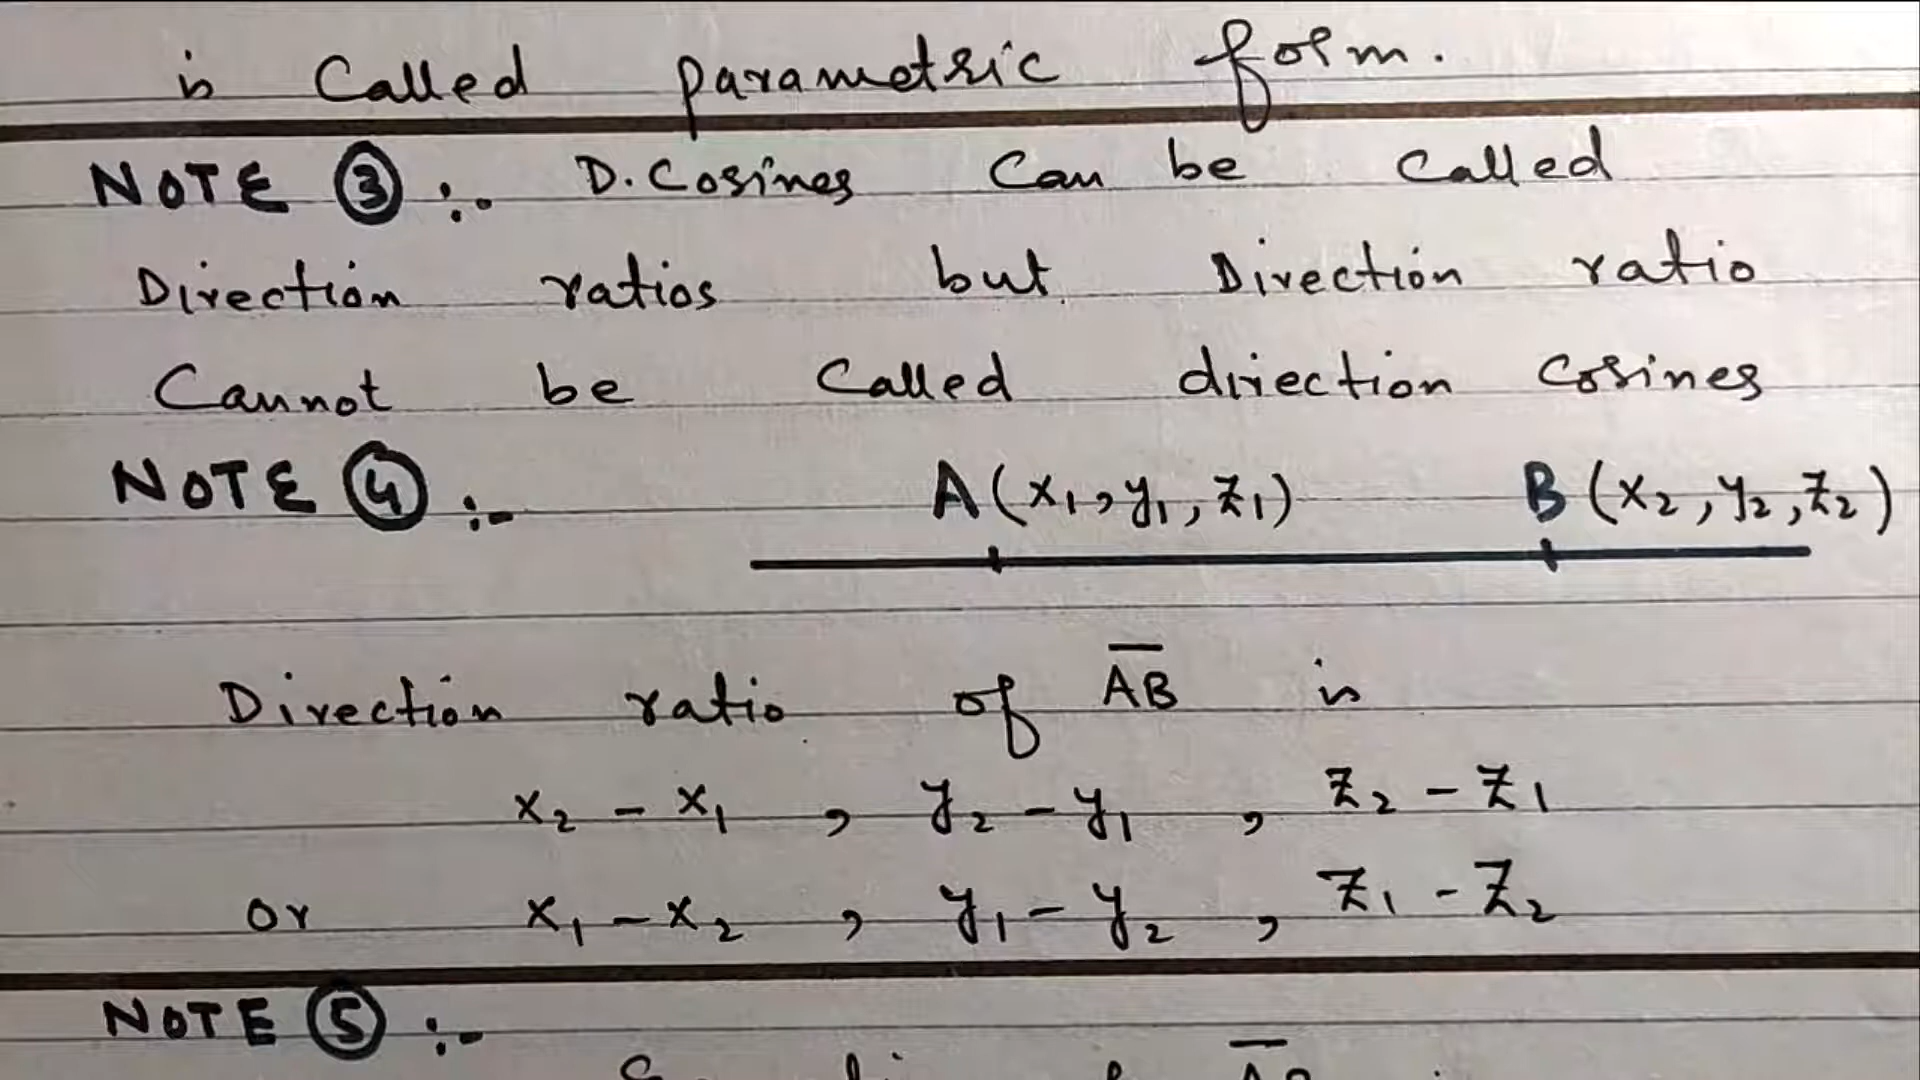 is Called parametric form.
NOTE ③ :- D.Cosines Can be Called
Direction ratios but Direction ratio
Cannot be Called direction Cosines
NOTE ④ :- A(x₁, y₁, z₁) B(x₂, y₂, z₂)
Direction ratio of A̅B̅ is
x₂ - x₁ , y₂ - y₁ , z₂ - z₁
Or x₁ - x₂ , y₁ - y₂ , z₁ - z₂
NOTE ⑤ :-